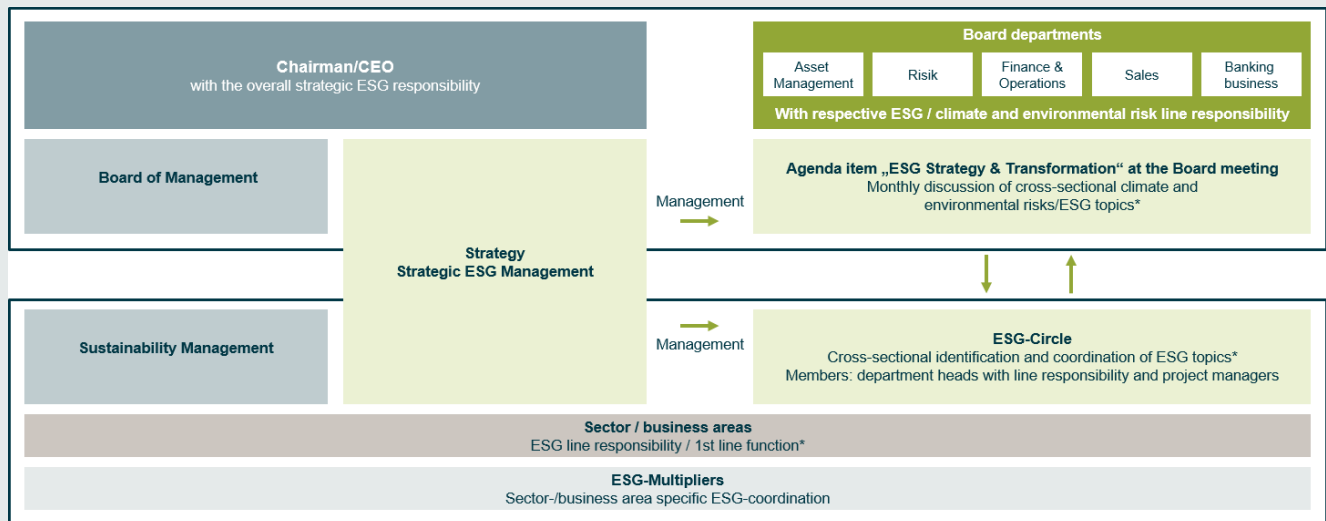 Chairman/CEO
with the overall strategic ESG responsibility
Board departments
Asset
Management
Risik
Finance &
Operations
Sales
Banking
business
With respective ESG / climate and environmental risk line responsibility
Board of Management
Strategy
Strategic ESG Management
Management
Agenda item „ESG Strategy & Transformation“ at the Board meeting
Monthly discussion of cross-sectional climate and
environmental risks/ESG topics*
Sustainability Management
Management
ESG-Circle
Cross-sectional identification and coordination of ESG topics*
Members: department heads with line responsibility and project managers
Sector / business areas
ESG line responsibility / 1st line function*
ESG-Multipliers
Sector-/business area specific ESG-coordination